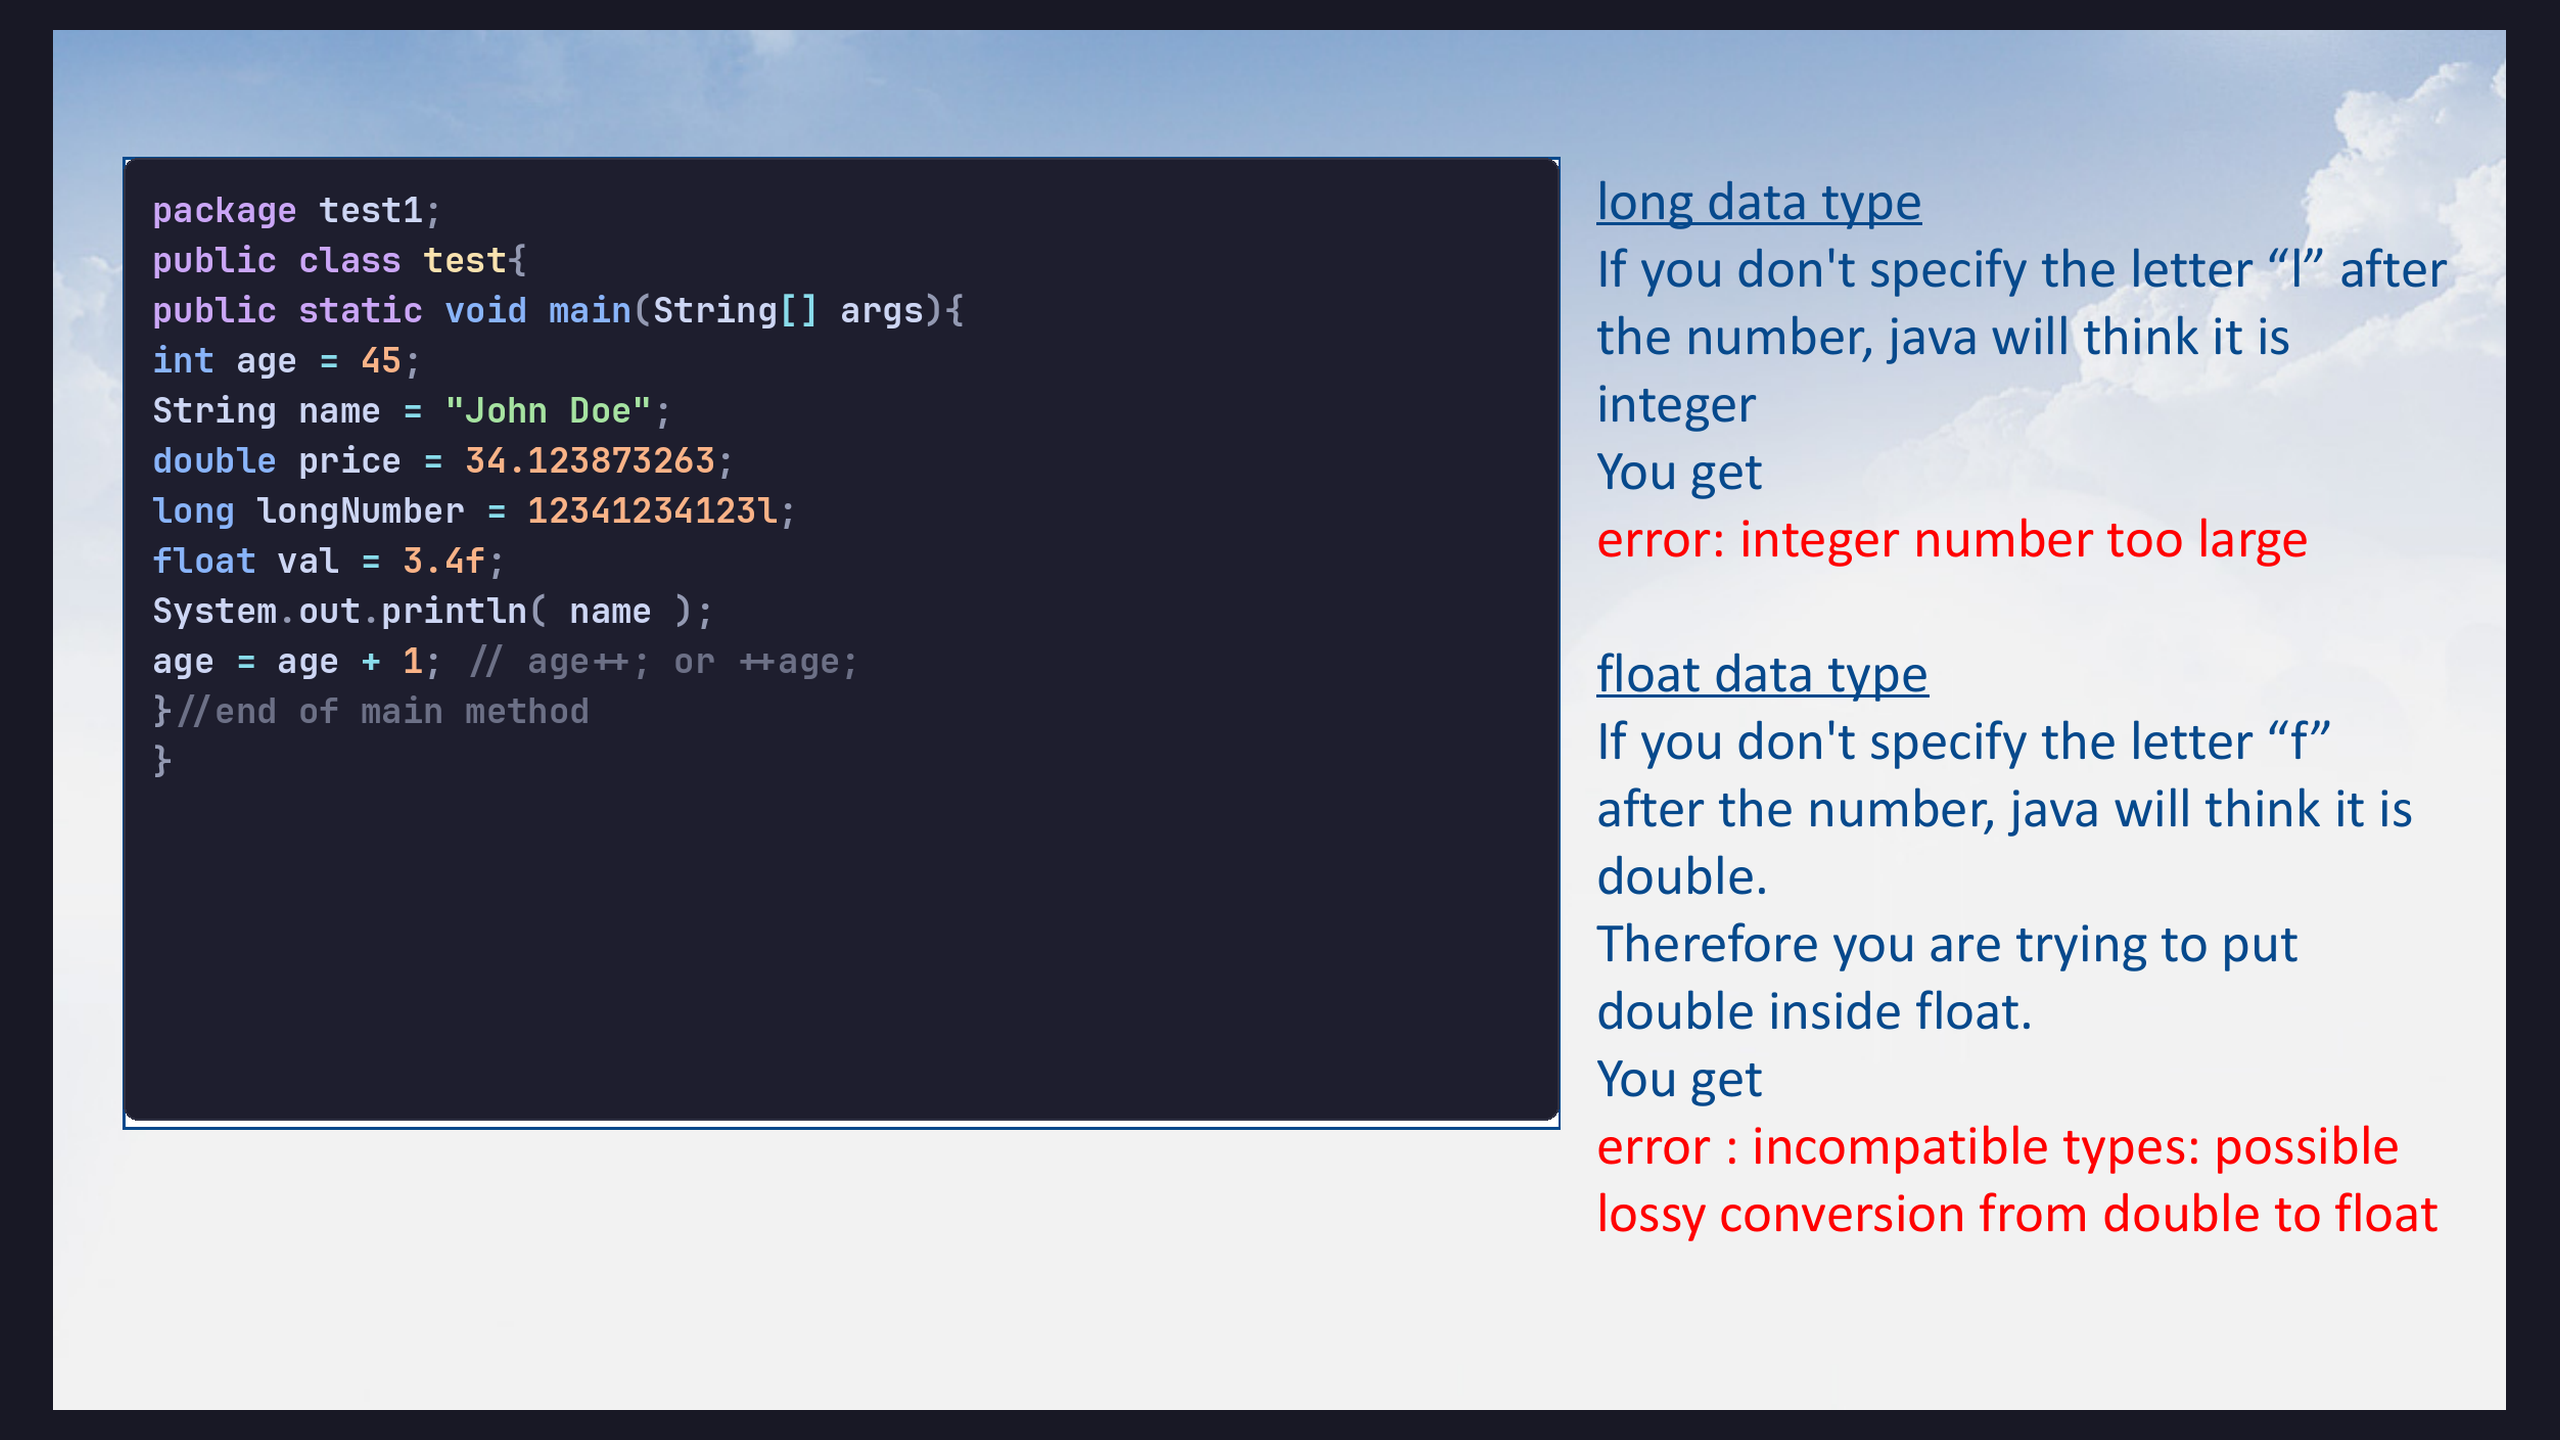 package test1;
public class test{
public static void main(String[] args){
int age = 45;
String name = "John Doe";
double price = 34.123873263;
long longNumber = 12341234123l;
float val = 3.4f;
System.out.println( name );
age = age + 1; // age++; or ++age;
}//end of main method
}
long data type
If you don't specify the letter “l” after
the number, java will think it is
integer
You get
error: integer number too large
float data type
If you don't specify the letter “f”
after the number, java will think it is
double.
Therefore you are trying to put
double inside float.
You get
error : incompatible types: possible
lossy conversion from double to float